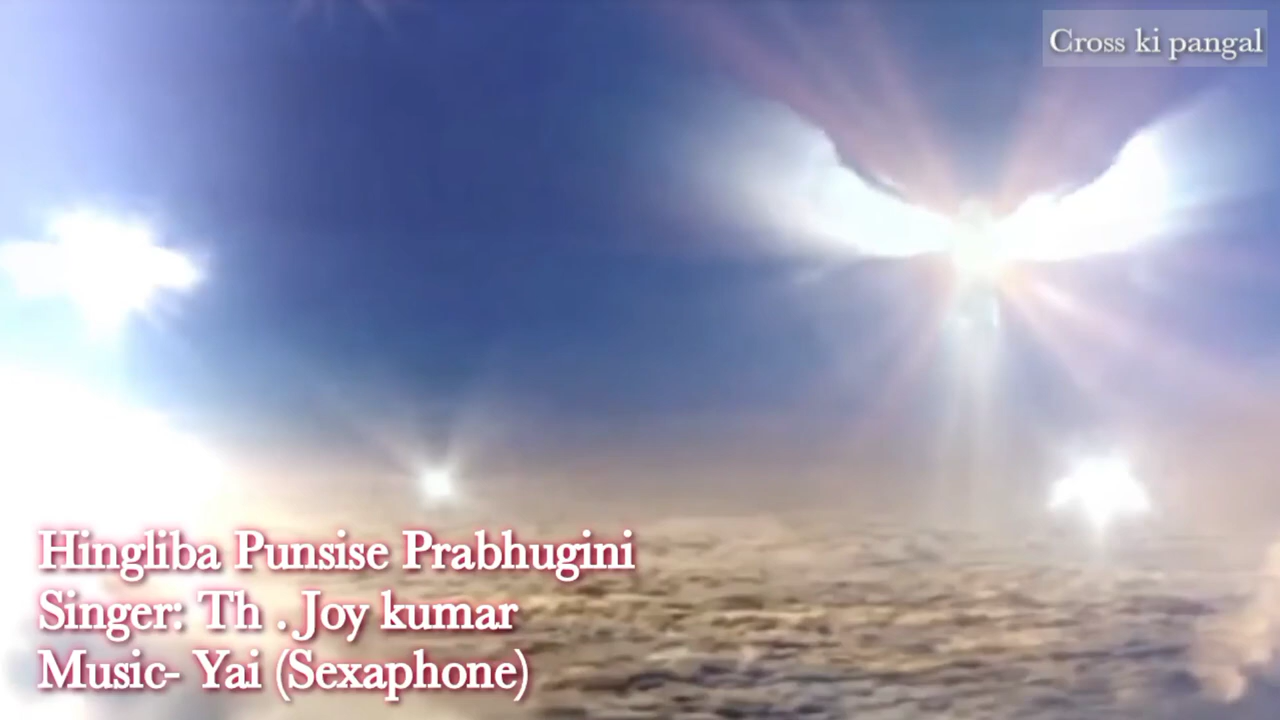 Cross ki pangal
Hingliba Punsise Prabhugini
Singer: Th . Joy kumar
Music- Yai (Sexaphone)